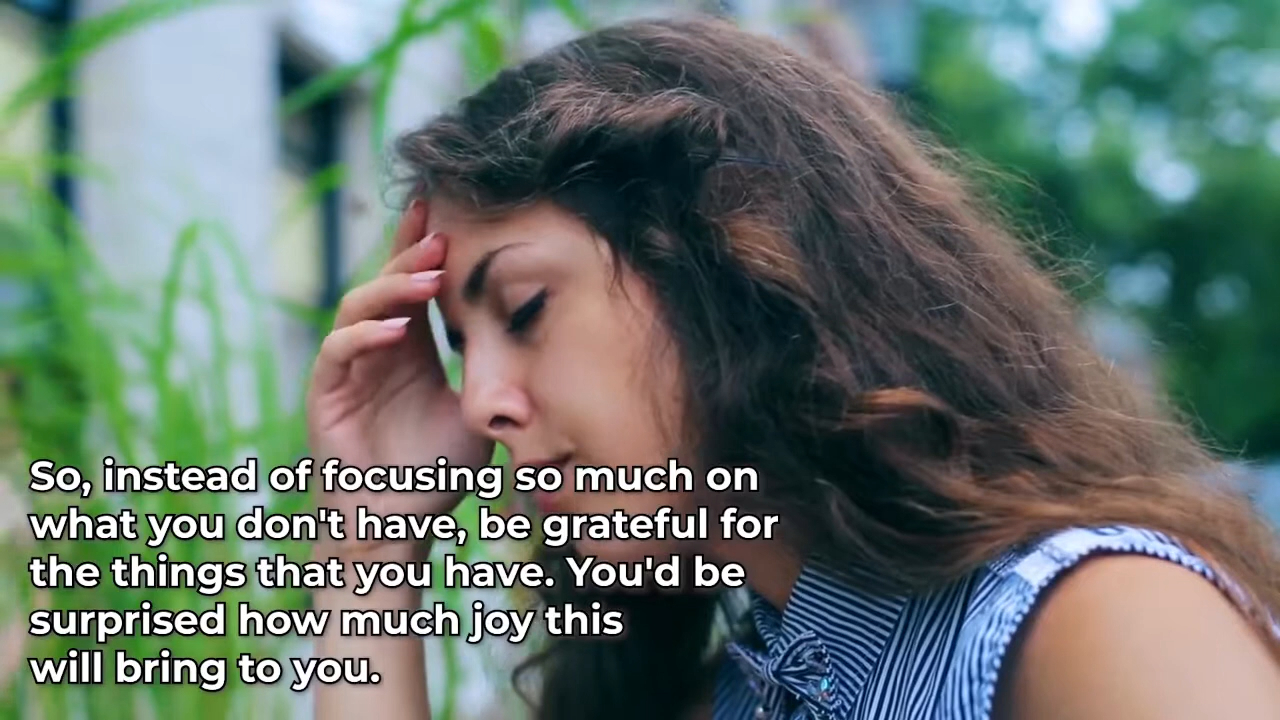 So, instead of focusing so much on
what you don't have, be grateful for
the things that you have. You'd be
surprised how much joy this
will bring to you.